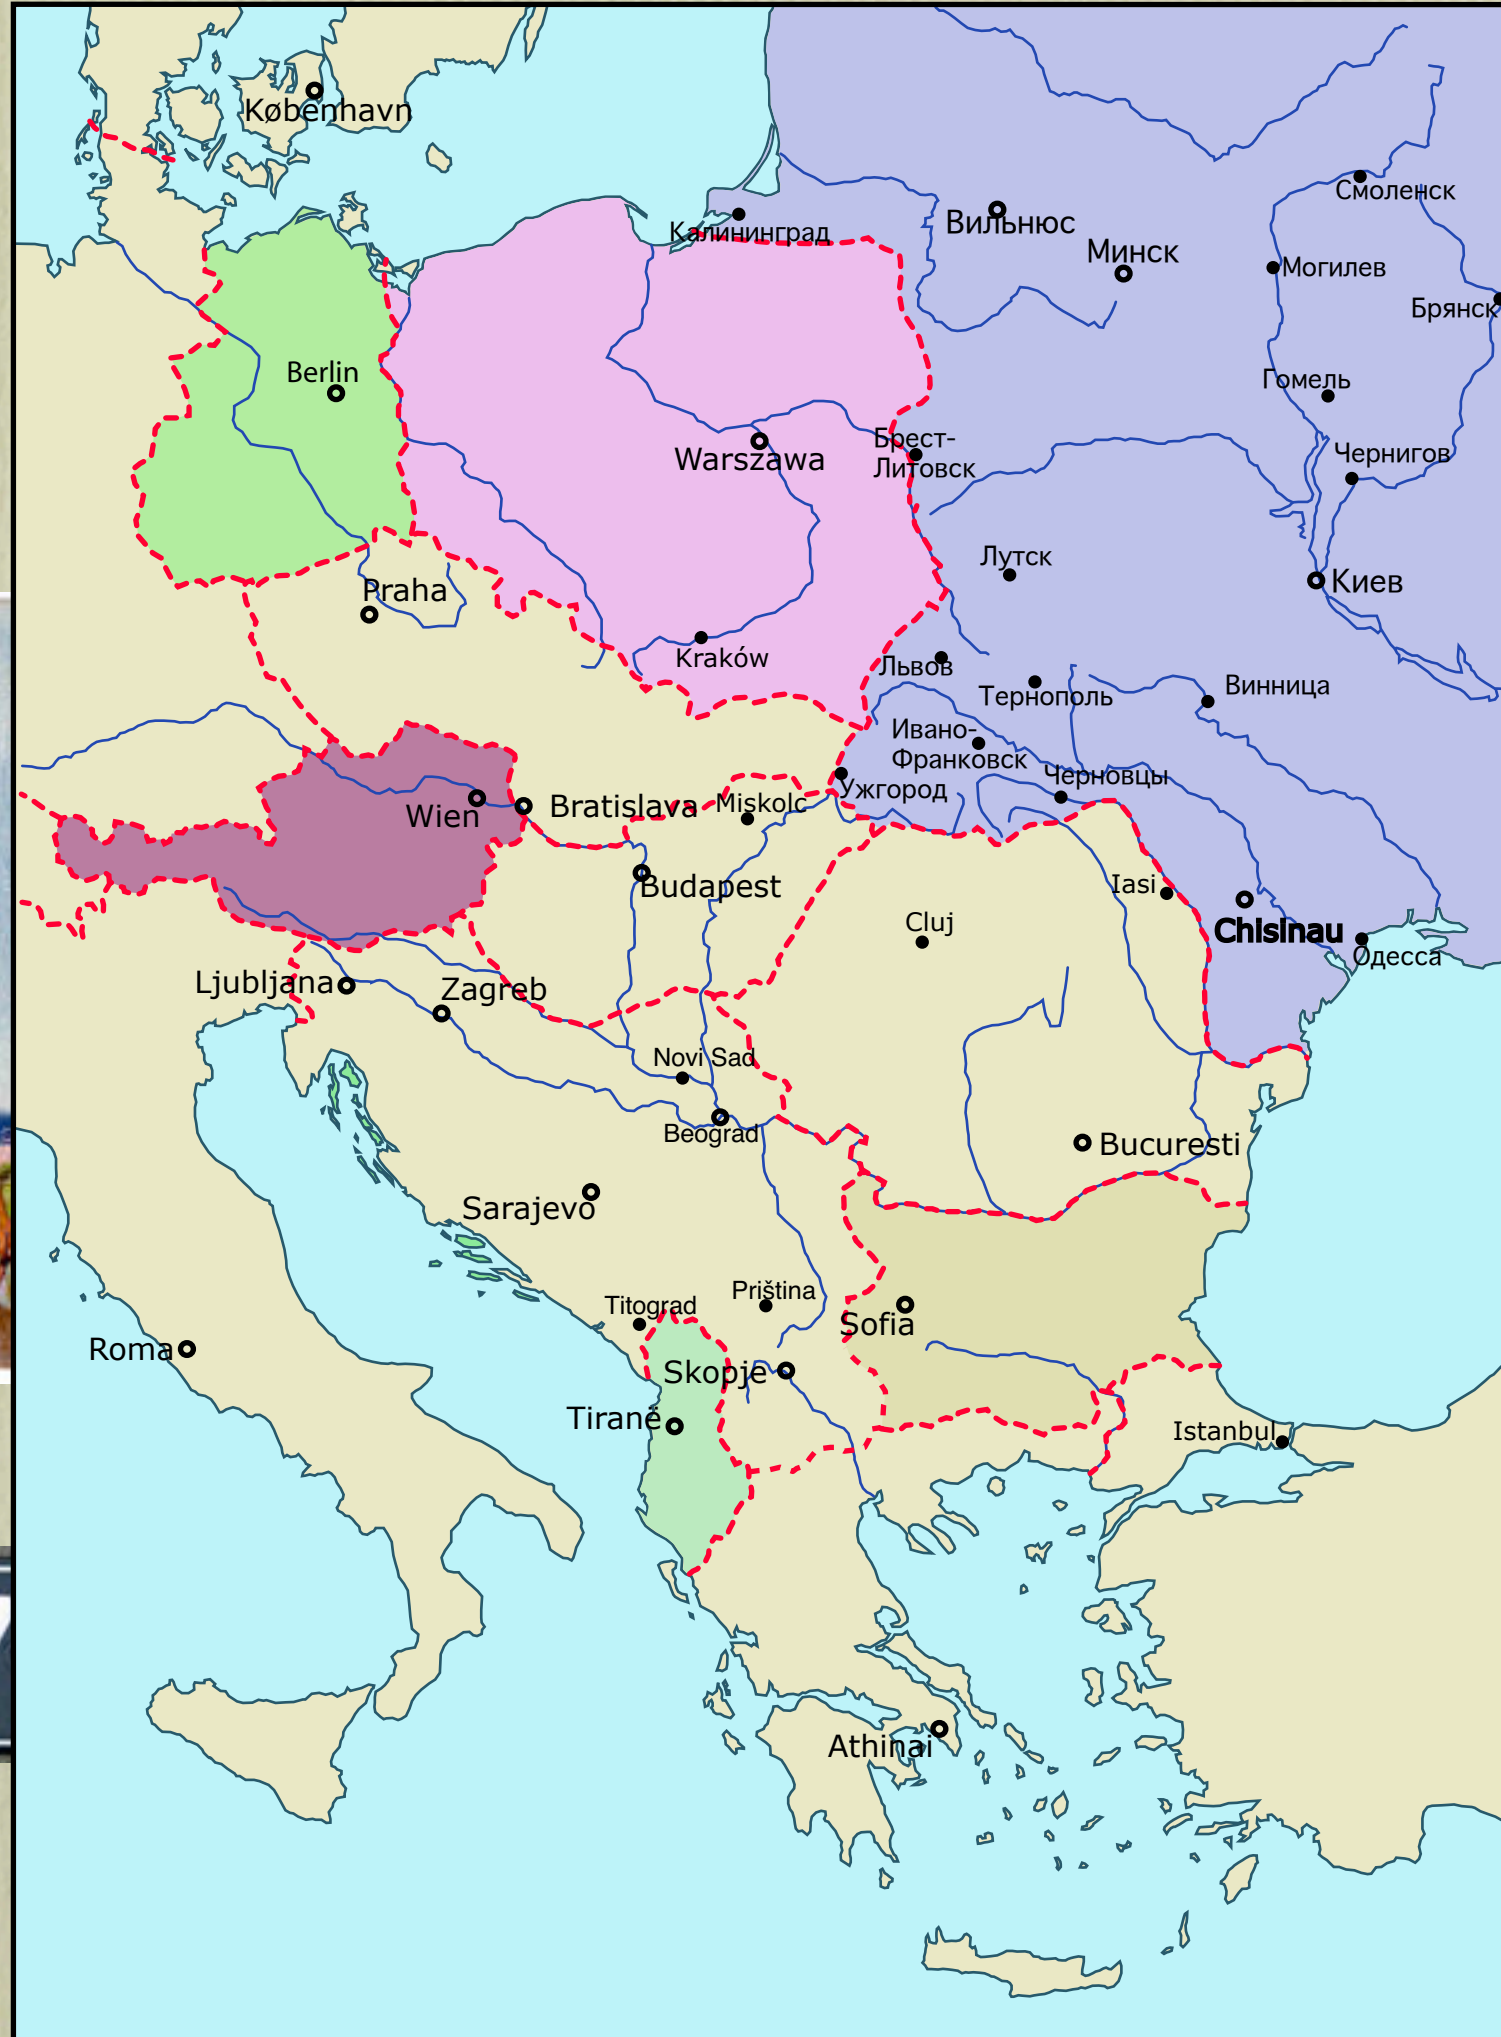 København
Калининград
Вильнюс
Смоленск
Минск
Могилев
Брянск
Berlin
Гомель
Warszawa
Брест-
Литовск
Чернигов
Лутск
Киев
Praha
Kraków
Львов
Тернополь
Винница
Ивано-
Франковск
Черновцы
Ужгород
Wien
Bratislava
Miskolc
Budapest
Iasi
Cluj
Chisinau
Одесса
Ljubljana
Zagreb
Novi Sad
Beograd
Bucuresti
Sarajevo
Priština
Titograd
Sofia
Roma
Skopje
Tiranë
Istanbul
Athinai